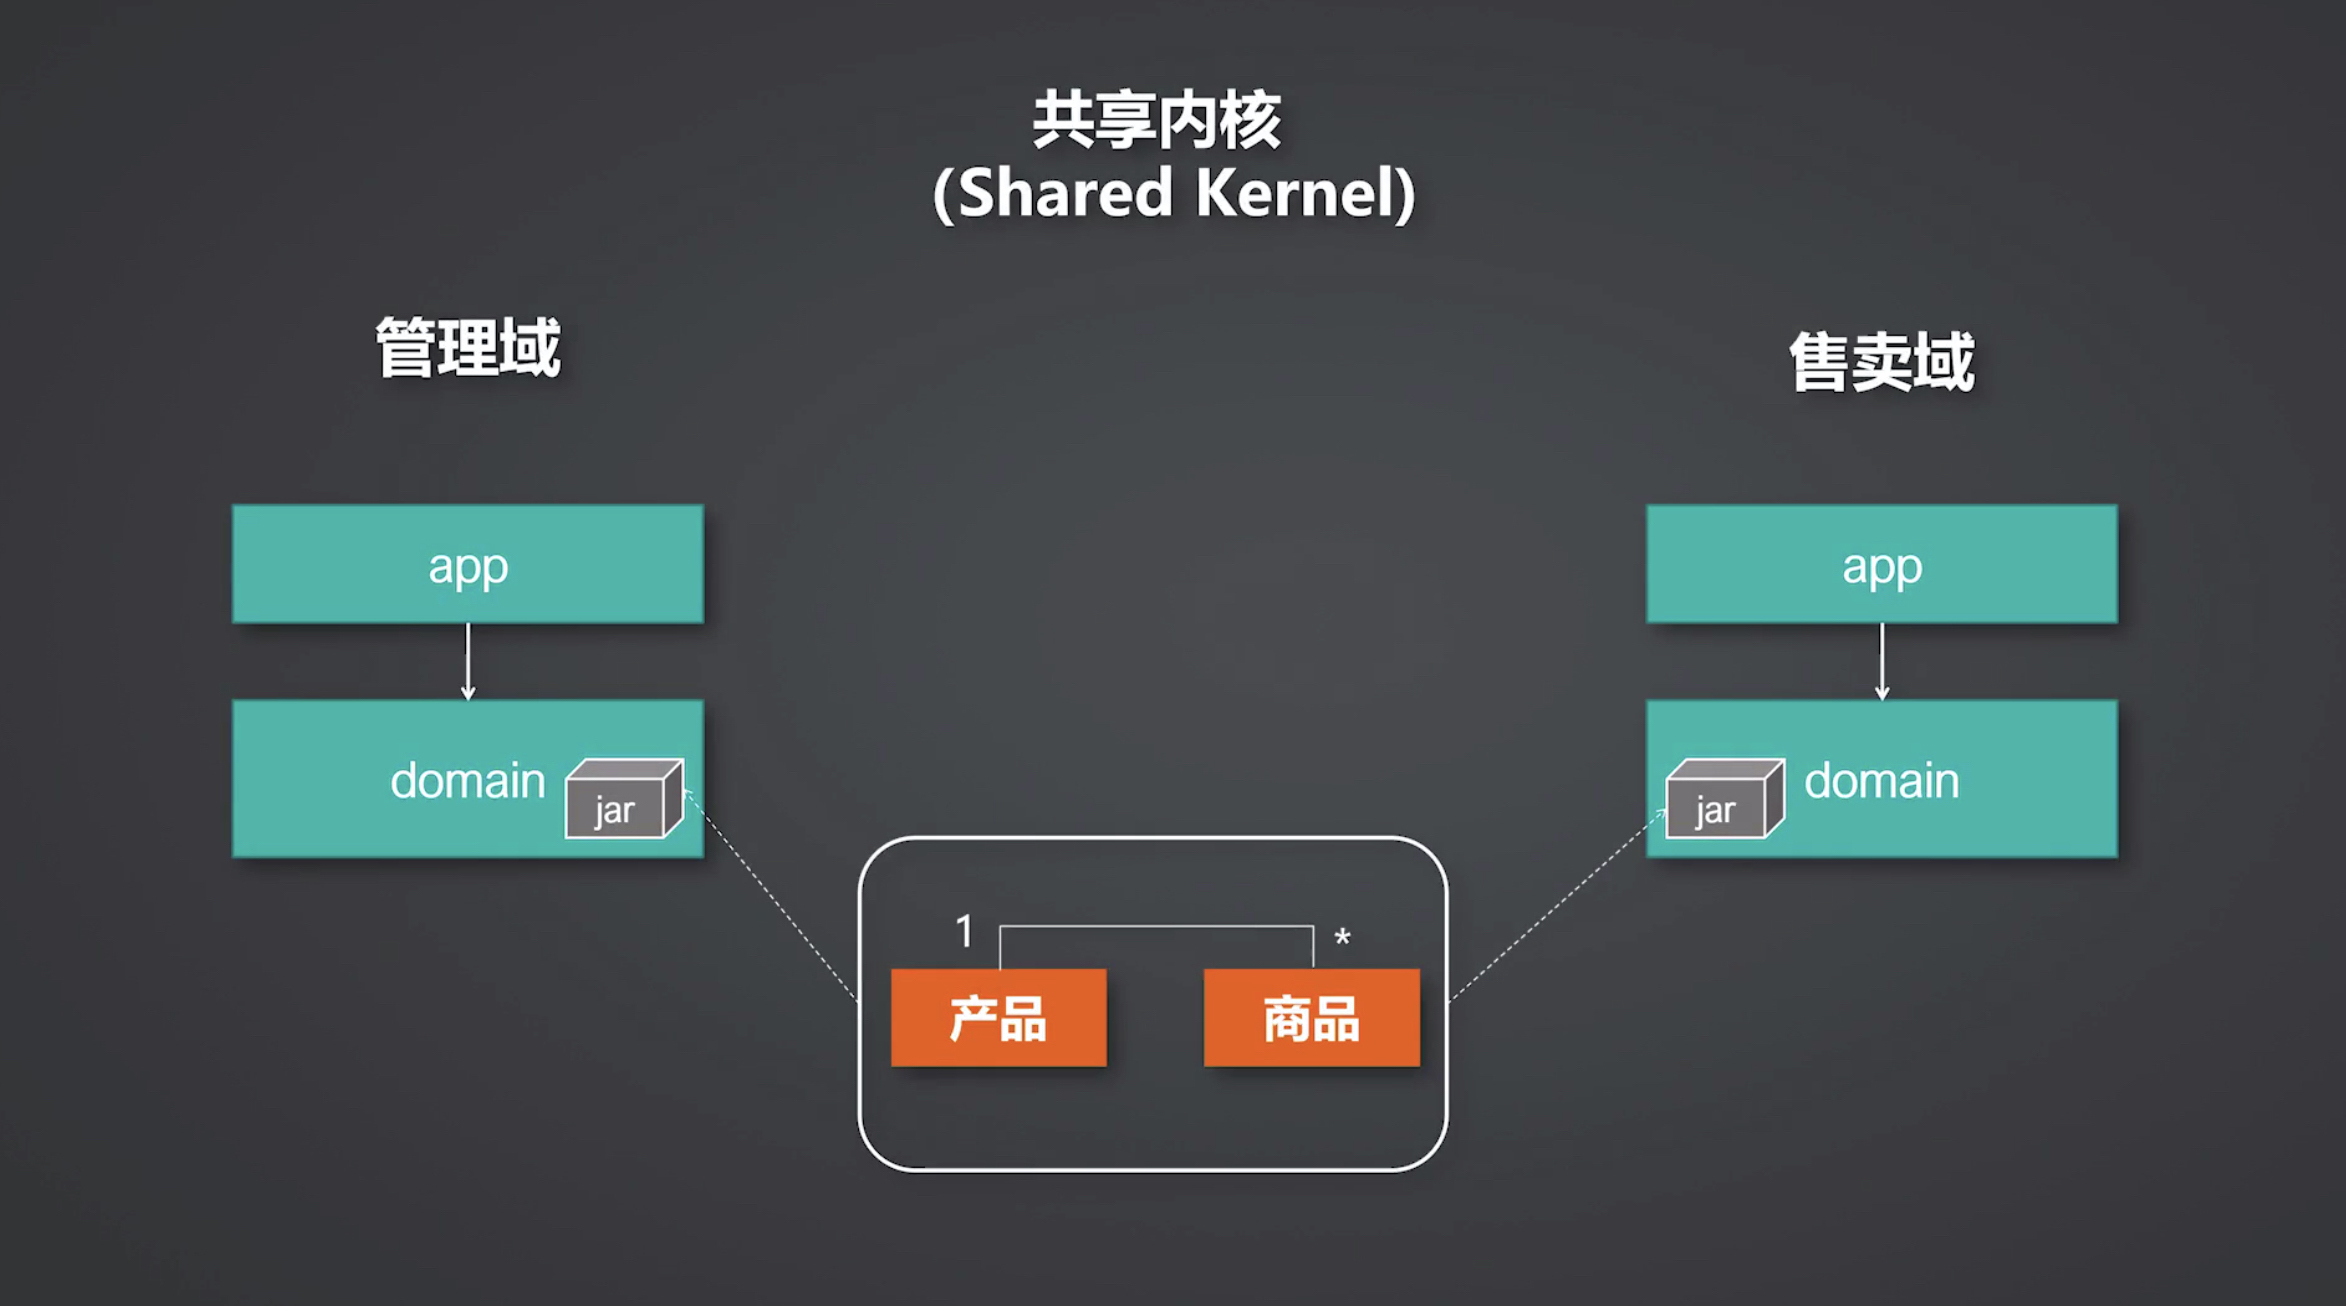 共享内核
(Shared Kernel)
管理域
售卖域
app
app
domain
jar
jar
domain
1
*
产品
商品